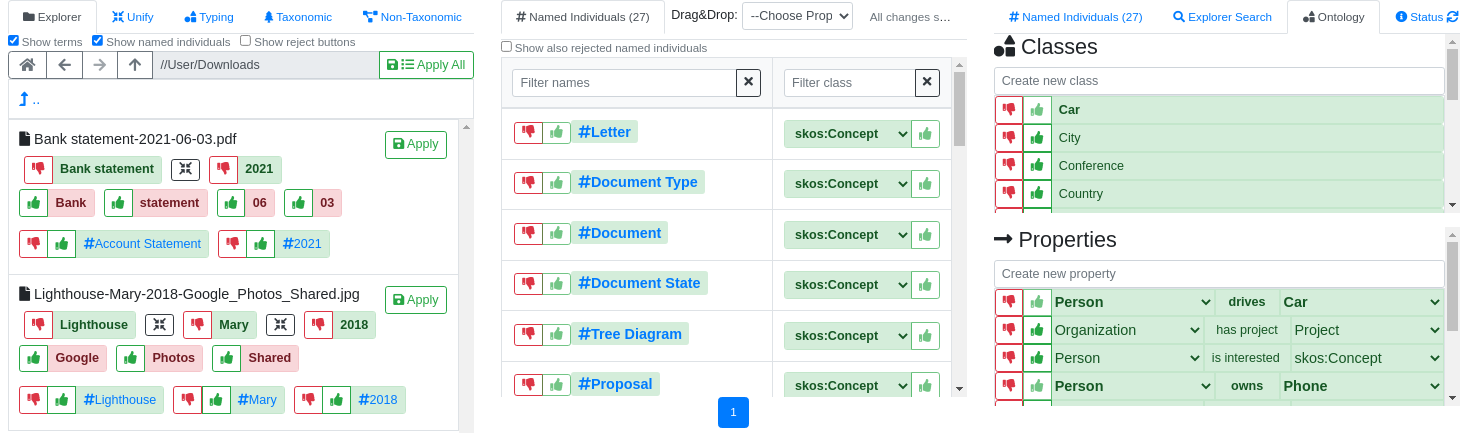 Explorer Unify Typing Taxonomic Non-Taxonomic
Show terms Show named individuals Show reject buttons
//User/Downloads Apply All
..
Bank statement-2021-06-03.pdf Apply
Bank statement 2021
Bank statement 06 03
#Account Statement #2021
Lighthouse-Mary-2018-Google_Photos_Shared.jpg Apply
Lighthouse Mary 2018
Google Photos Shared
#Lighthouse #Mary #2018
# Named Individuals (27) Drag&Drop: --Choose Prop All changes s...
Show also rejected named individuals
Filter names Filter class
#Letter skos:Concept
#Document Type skos:Concept
#Document skos:Concept
#Document State skos:Concept
#Tree Diagram skos:Concept
#Proposal skos:Concept
1
# Named Individuals (27) Explorer Search Ontology Status
Classes
Create new class
Car
City
Conference
Country
Properties
Create new property
Person drives Car
Organization has project Project
Person is interested skos:Concept
Person owns Phone